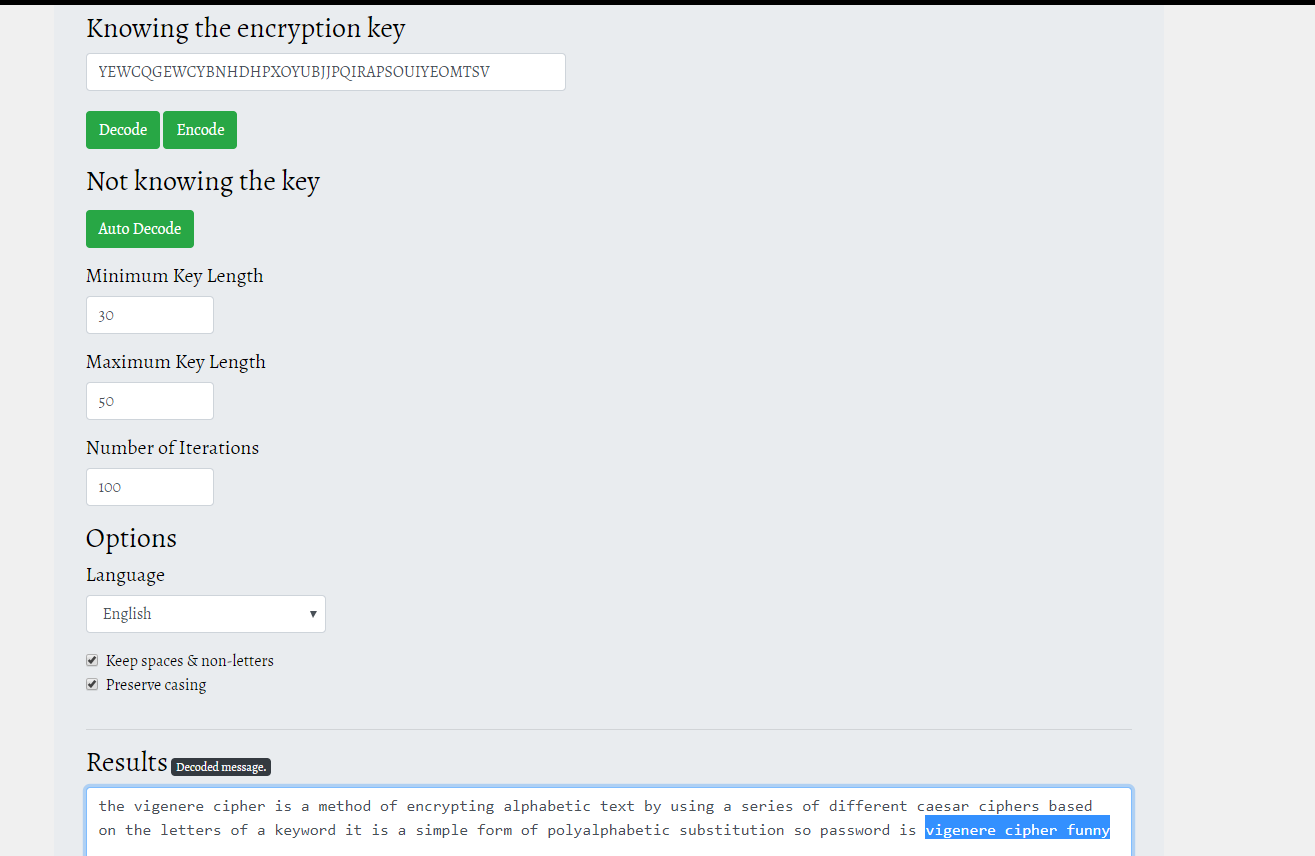 Knowing the encryption key
YEWCQGEWCYBNHDHPXOYUBJJPQIRAPSOUIYEOMTSV
Decode Encode
Not knowing the key
Auto Decode
Minimum Key Length
30
Maximum Key Length
50
Number of Iterations
100
Options
Language
English
Keep spaces & non-letters
Preserve casing
Results Decoded message.
the vigenere cipher is a method of encrypting alphabetic text by using a series of different caesar ciphers based
on the letters of a keyword it is a simple form of polyalphabetic substitution so password is vigenere cipher funny